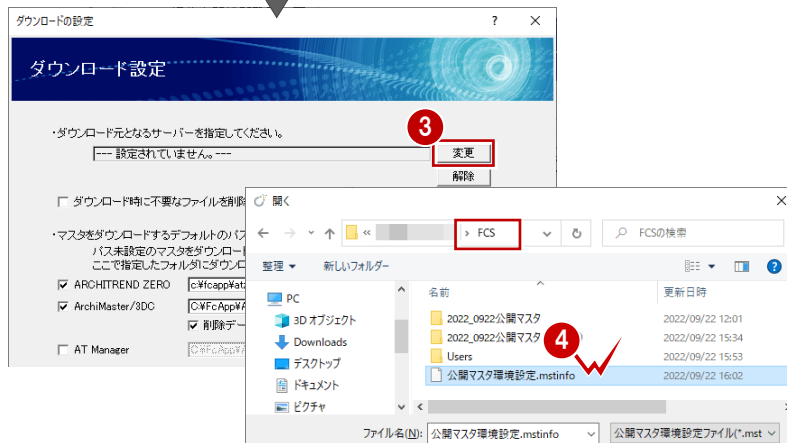 ダウンロードの設定
? ×
ダウンロード設定
・ダウンロード元となるサーバーを指定してください。
3
--- 設定されていません。---
変更
解除
ダウンロード時に不要なファイルを削除
・マスタをダウンロードするデフォルトのパス
パス未設定のマスタをダウンロード
ここで指定したフォルダにダウンロ
ARCHITREND ZERO
c:¥fcapp¥at
ArchiMaster/3DC
C:¥FcApp¥A
削除デー
AT Manager
C:¥FcApp¥A
開く
×
«
> FCS
FCSの検索
整理
新しいフォルダー
?
PC
3D オブジェクト
Downloads
デスクトップ
ドキュメント
ピクチャ
名前
更新日時
2022_0922公開マスタ
2022/09/22 12:01
2022_0922公開マスタ
)
2022/09/22 15:34
Users
2022/09/22 15:53
公開マスタ環境設定.mstinfo
2022/09/22 16:02
4
ファイル名(N):
公開マスタ環境設定.mstinfo
公開マスタ環境設定ファイル(*.mst